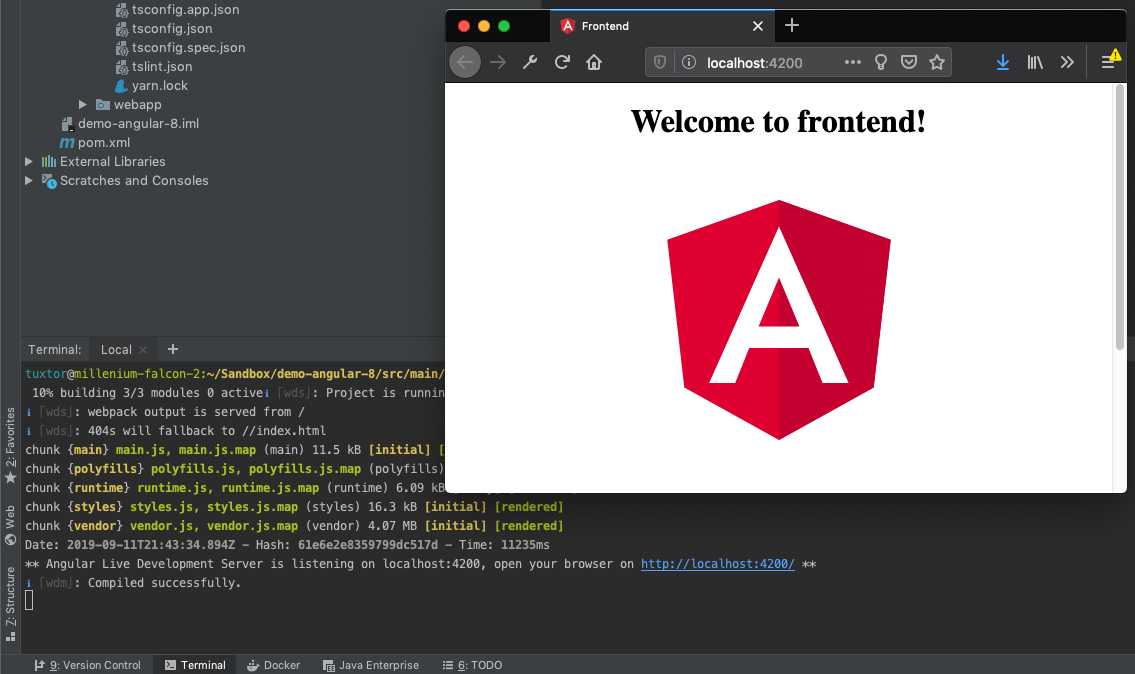 tsconfig.app.json
tsconfig.json
tsconfig.spec.json
tslint.json
yarn.lock
webapp
demo-angular-8.iml
pom.xml
External Libraries
Scratches and Consoles
Frontend
localhost:4200
Welcome to frontend!
Terminal: Local
tuxtor@millenium-falcon-2:~/Sandbox/demo-angular-8/src/main/
10% building 3/3 modules 0 active ℹ 「wds」: Project is runnin
ℹ 「wds」: webpack output is served from /
ℹ 「wds」: 404s will fallback to //index.html
chunk {main} main.js, main.js.map (main) 11.5 kB [initial] [
chunk {polyfills} polyfills.js, polyfills.js.map (polyfills)
chunk {runtime} runtime.js, runtime.js.map (runtime) 6.09 kB
chunk {styles} styles.js, styles.js.map (styles) 16.3 kB [initial] [rendered]
chunk {vendor} vendor.js, vendor.js.map (vendor) 4.07 MB [initial] [rendered]
Date: 2019-09-11T21:43:34.894Z - Hash: 61e6e2e8359799dc517d - Time: 11235ms
** Angular Live Development Server is listening on localhost:4200, open your browser on http://localhost:4200/ **
ℹ 「wdm」: Compiled successfully.
2: Favorites
Web
Z: Structure
9: Version Control
Terminal
Docker
Java Enterprise
6: TODO